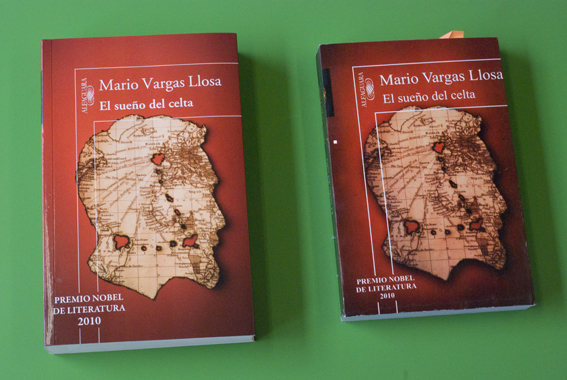 ALFAGUARA
Mario Vargas Llosa
El sueño del celta
PREMIO NOBEL
DE LITERATURA
2010
ALFAGUARA
Mario Vargas Llosa
El sueño del celta
PREMIO NOBEL
DE LITERATURA
2010